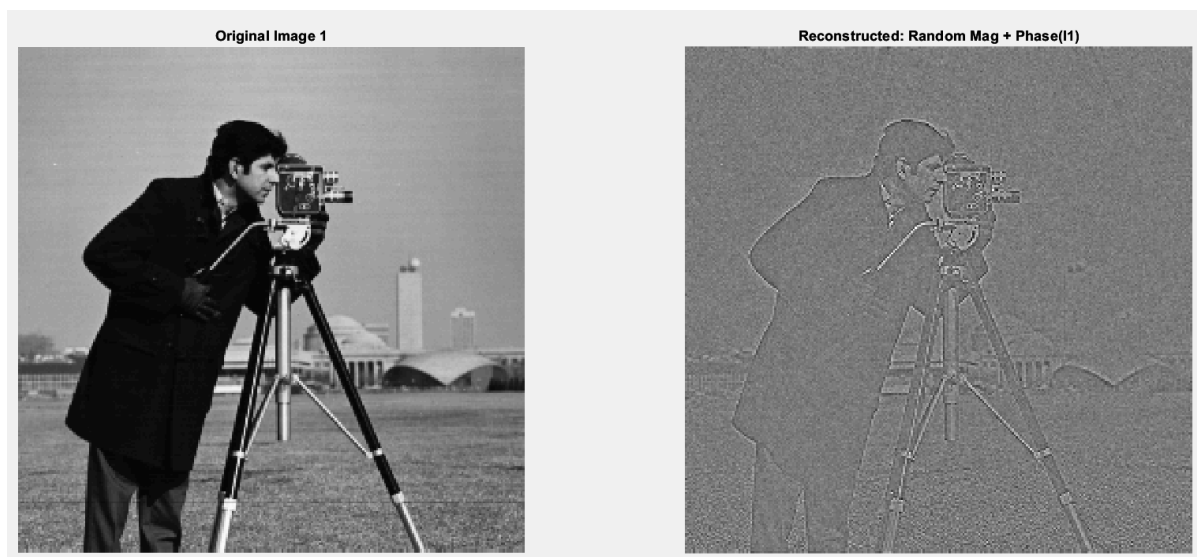 Original Image 1
Reconstructed: Random Mag + Phase(I1)